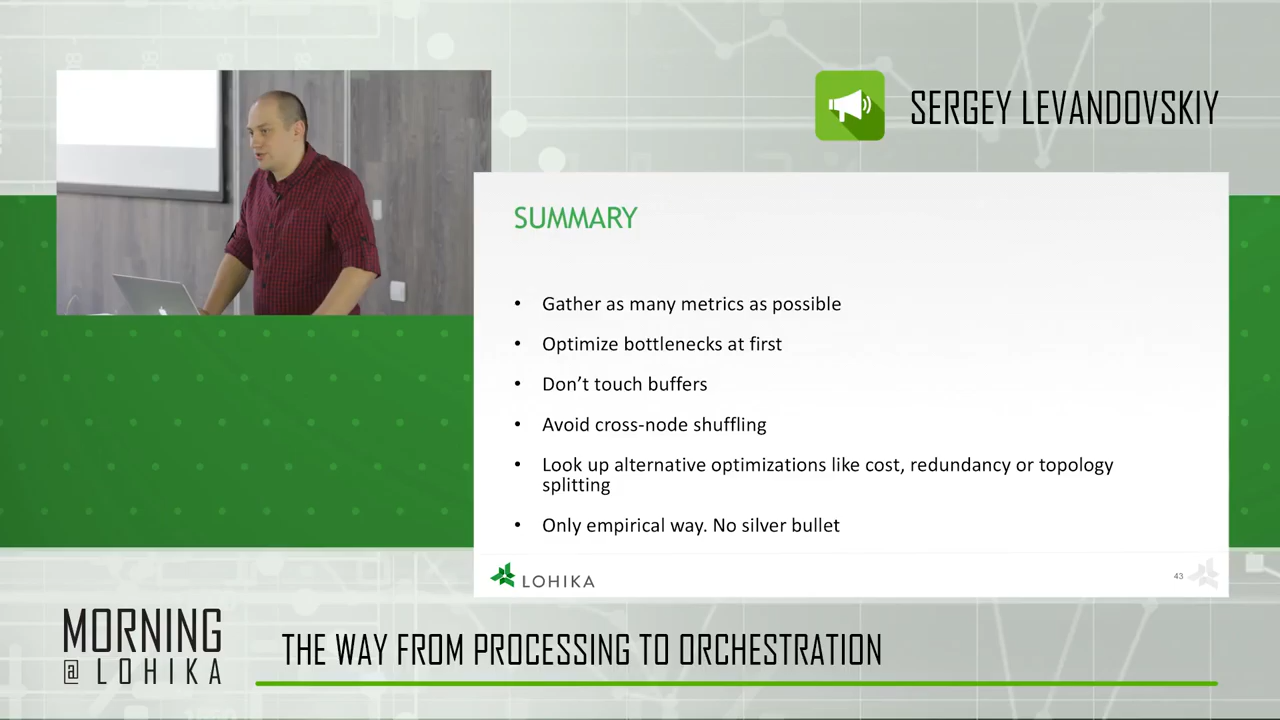 SERGEY LEVANDOVSKIY
SUMMARY
• Gather as many metrics as possible
• Optimize bottlenecks at first
• Don’t touch buffers
• Avoid cross-node shuffling
• Look up alternative optimizations like cost, redundancy or topology
splitting
• Only empirical way. No silver bullet
LOHIKA
43
MORNING
@LOHIKA
THE WAY FROM PROCESSING TO ORCHESTRATION